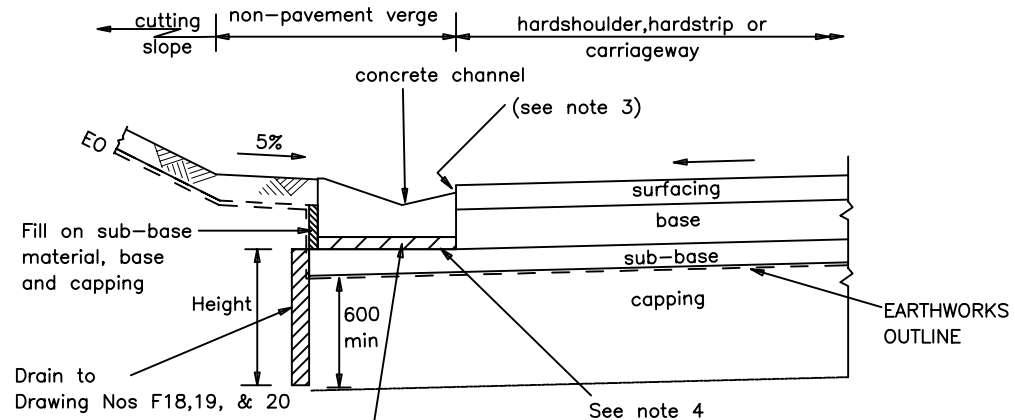 cutting
slope
non-pavement verge
hardshoulder,hardstrip or
carriageway
concrete channel
(see note 3)
EO
5%
surfacing
base
sub-base
capping
Fill on sub-base
material, base
and capping
Height
600
min
EARTHWORKS
OUTLINE
Drain to
Drawing Nos F18,19, & 20
See note 4